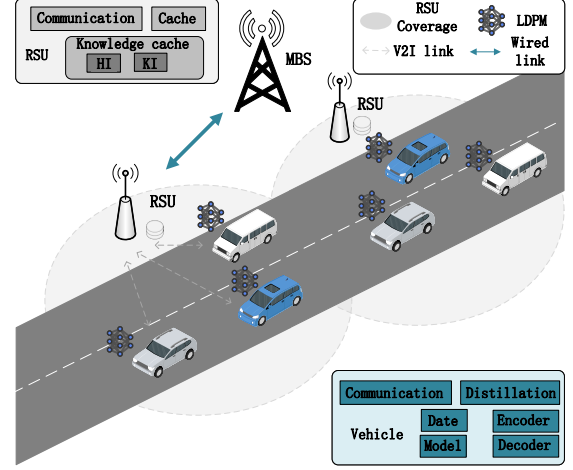 Communication
Cache
RSU
Knowledge cache
HI
KI
MBS
RSU
Coverage
LDPM
V2I link
Wired
link
RSU
RSU
Communication
Distillation
Vehicle
Date
Encoder
Model
Decoder